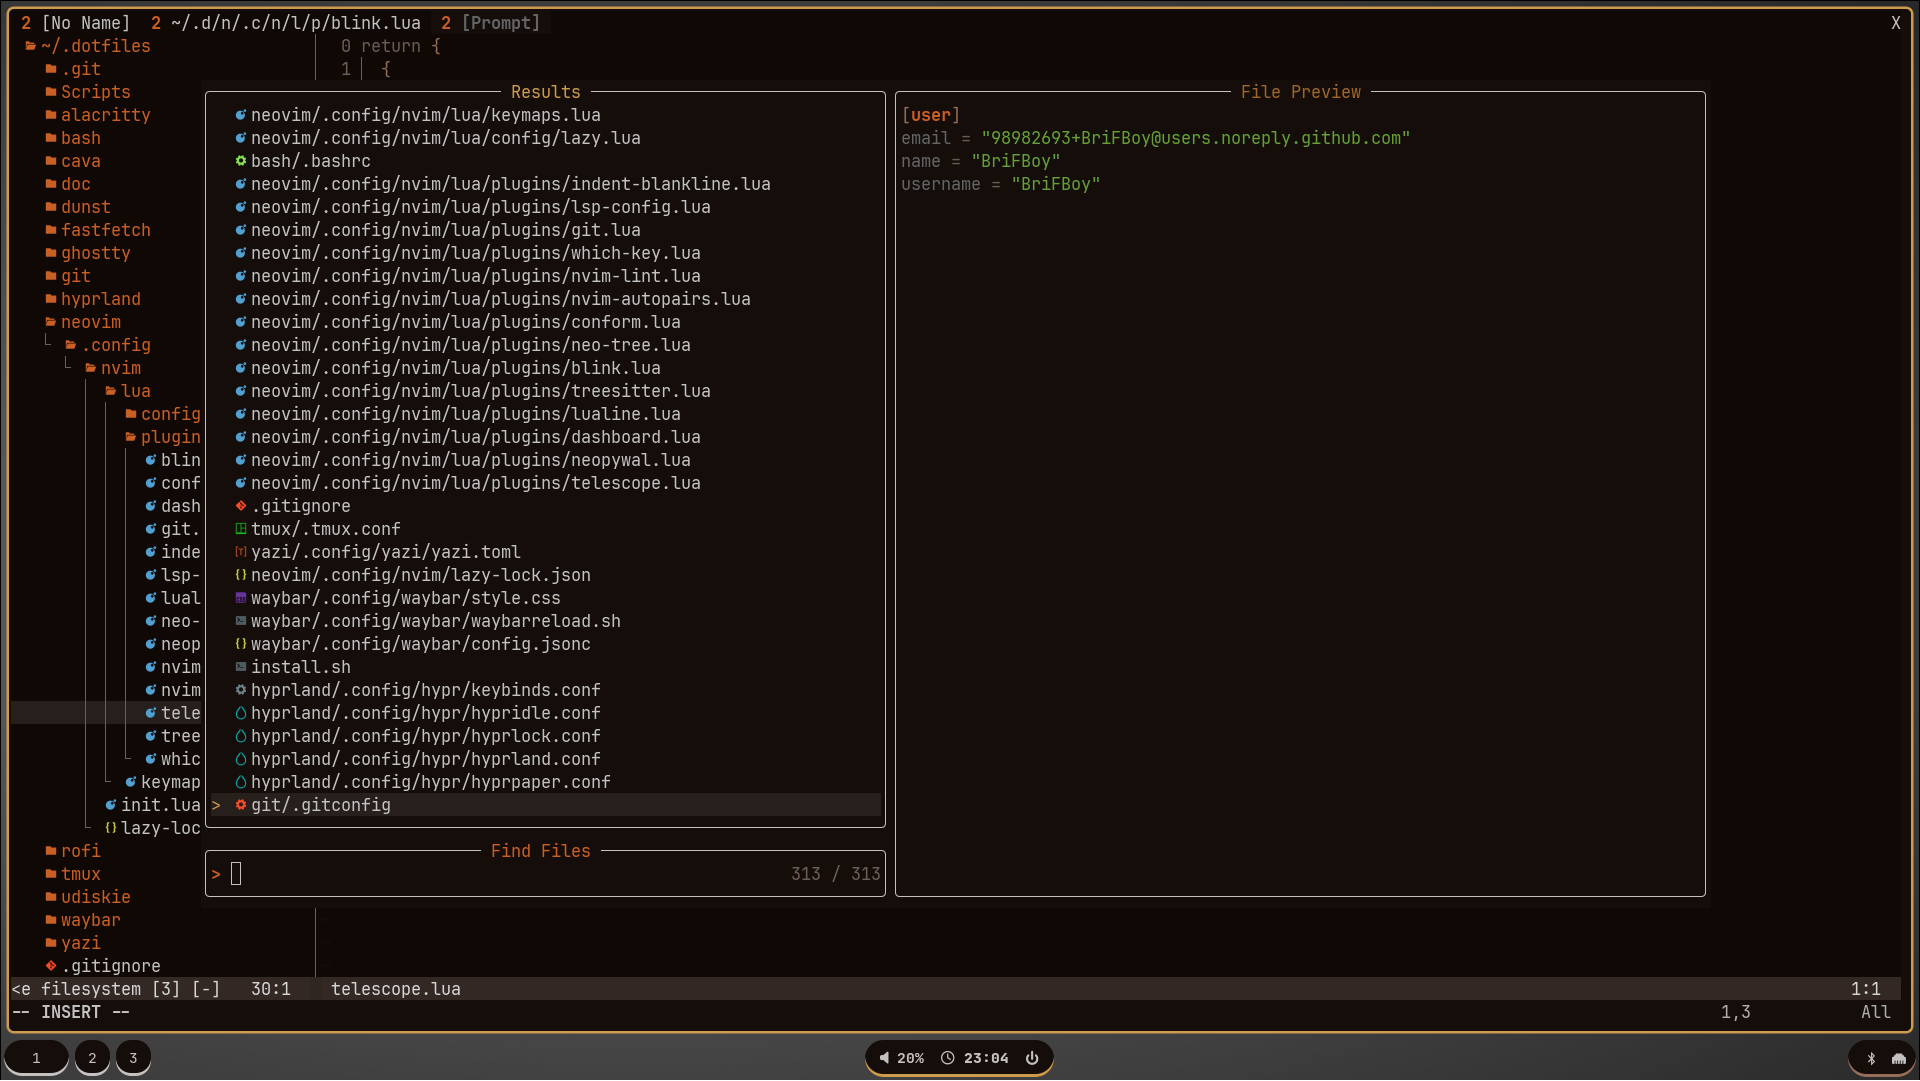 2 [No Name]  2 ~/.d/n/.c/n/l/p/blink.lua  2 [Prompt]  X
~/.dotfiles
.git
Scripts
alacritty
bash
cava
doc
dunst
fastfetch
ghostty
git
hyprland
neovim
.config
nvim
lua
config
plugin
blin
conf
dash
git.
inde
lsp-
lual
neo-
neop
nvim
nvim
tele
tree
whic
keymap
init.lua
{} lazy-loc
rofi
tmux
udiskie
waybar
yazi
.gitignore
0 return {
1 {
Results
neovim/.config/nvim/lua/keymaps.lua
neovim/.config/nvim/lua/config/lazy.lua
bash/.bashrc
neovim/.config/nvim/lua/plugins/indent-blankline.lua
neovim/.config/nvim/lua/plugins/lsp-config.lua
neovim/.config/nvim/lua/plugins/git.lua
neovim/.config/nvim/lua/plugins/which-key.lua
neovim/.config/nvim/lua/plugins/nvim-lint.lua
neovim/.config/nvim/lua/plugins/nvim-autopairs.lua
neovim/.config/nvim/lua/plugins/conform.lua
neovim/.config/nvim/lua/plugins/neo-tree.lua
neovim/.config/nvim/lua/plugins/blink.lua
neovim/.config/nvim/lua/plugins/treesitter.lua
neovim/.config/nvim/lua/plugins/lualine.lua
neovim/.config/nvim/lua/plugins/dashboard.lua
neovim/.config/nvim/lua/plugins/neopywal.lua
neovim/.config/nvim/lua/plugins/telescope.lua
.gitignore
tmux/.tmux.conf
[T] yazi/.config/yazi/yazi.toml
{} neovim/.config/nvim/lazy-lock.json
waybar/.config/waybar/style.css
waybar/.config/waybar/waybarreload.sh
{} waybar/.config/waybar/config.jsonc
install.sh
hyprland/.config/hypr/keybinds.conf
hyprland/.config/hypr/hypridle.conf
hyprland/.config/hypr/hyprlock.conf
hyprland/.config/hypr/hyprland.conf
hyprland/.config/hypr/hyprpaper.conf
> git/.gitconfig
Find Files
> 313 / 313
File Preview
[user]
email = "98982693+BriFBoy@users.noreply.github.com"
name = "BriFBoy"
username = "BriFBoy"
<e filesystem [3] [-]   30:1   telescope.lua   1:1
-- INSERT --   1,3   All
1 2 3   20% 23:04